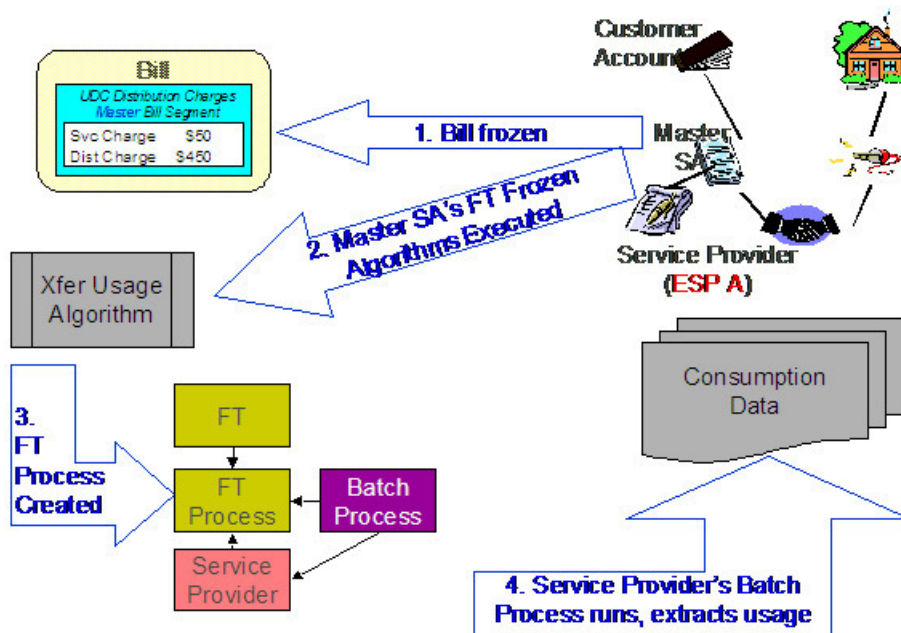 Bill
UDC Distribution Charges
Master Bill Segment
Svc Charge $50
Dist Charge $450
1. Bill frozen
Customer
Account
Master
SA
2. Master SA's FT Frozen
Algorithms Executed
Service Provider
(ESP A)
Xfer Usage
Algorithm
Consumption
Data
3.
FT
Process
Created
FT
FT
Process
Batch
Process
Service
Provider
4. Service Provider's Batch
Process runs, extracts usage